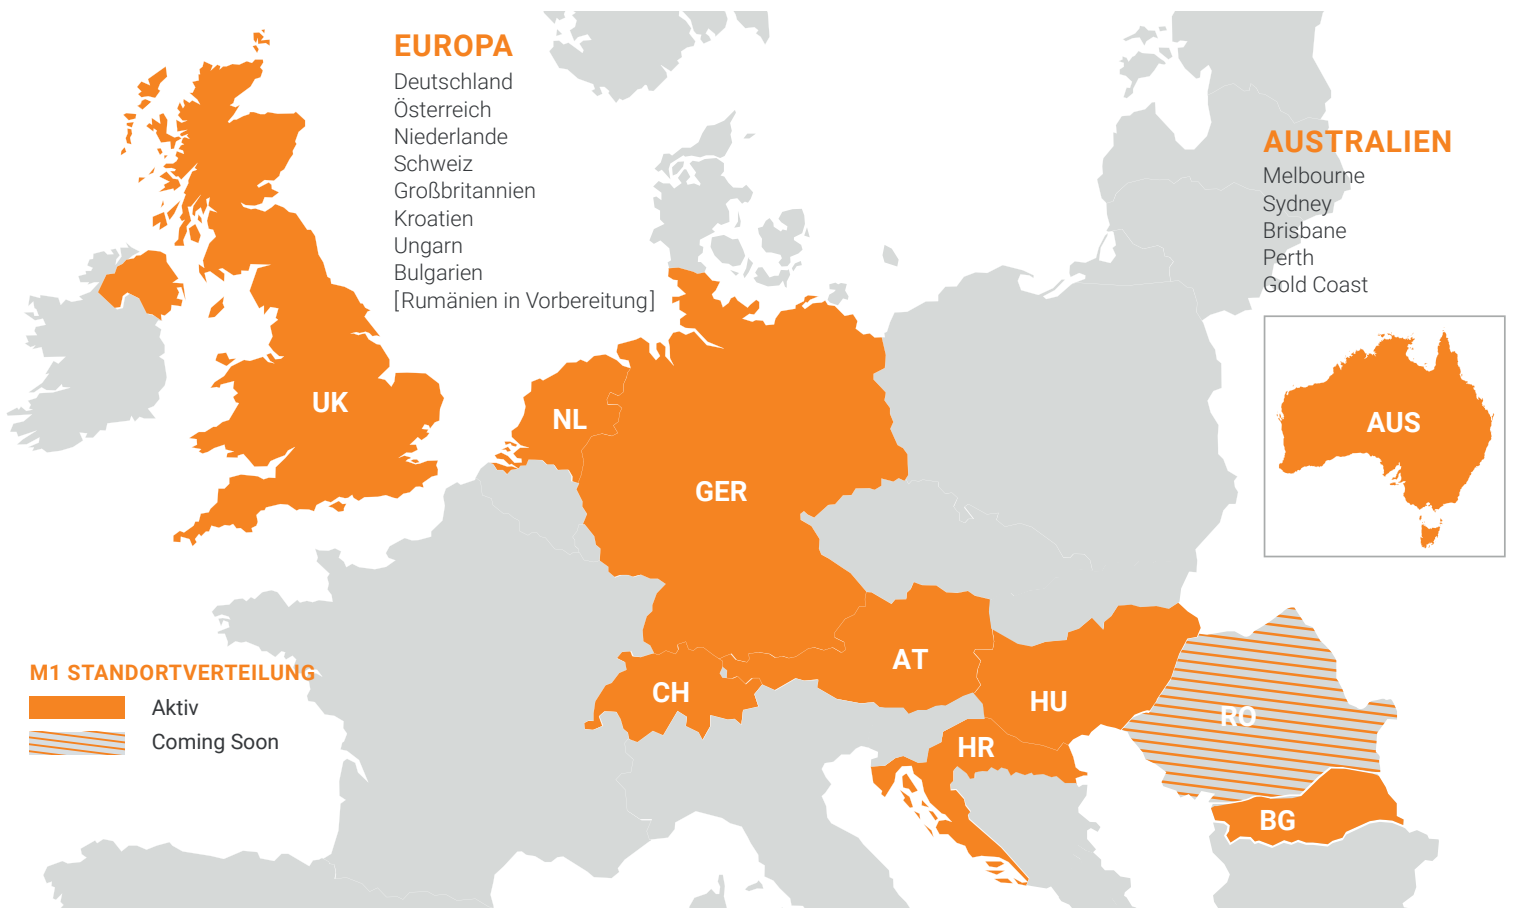 EUROPA
Deutschland
Österreich
Niederlande
Schweiz
Großbritannien
Kroatien
Ungarn
Bulgarien
[Rumänien in Vorbereitung]
AUSTRALIEN
Melbourne
Sydney
Brisbane
Perth
Gold Coast
UK
NL
GER
AUS
AT
CH
HU
RO
HR
BG
M1 STANDORTVERTEILUNG
Aktiv
Coming Soon